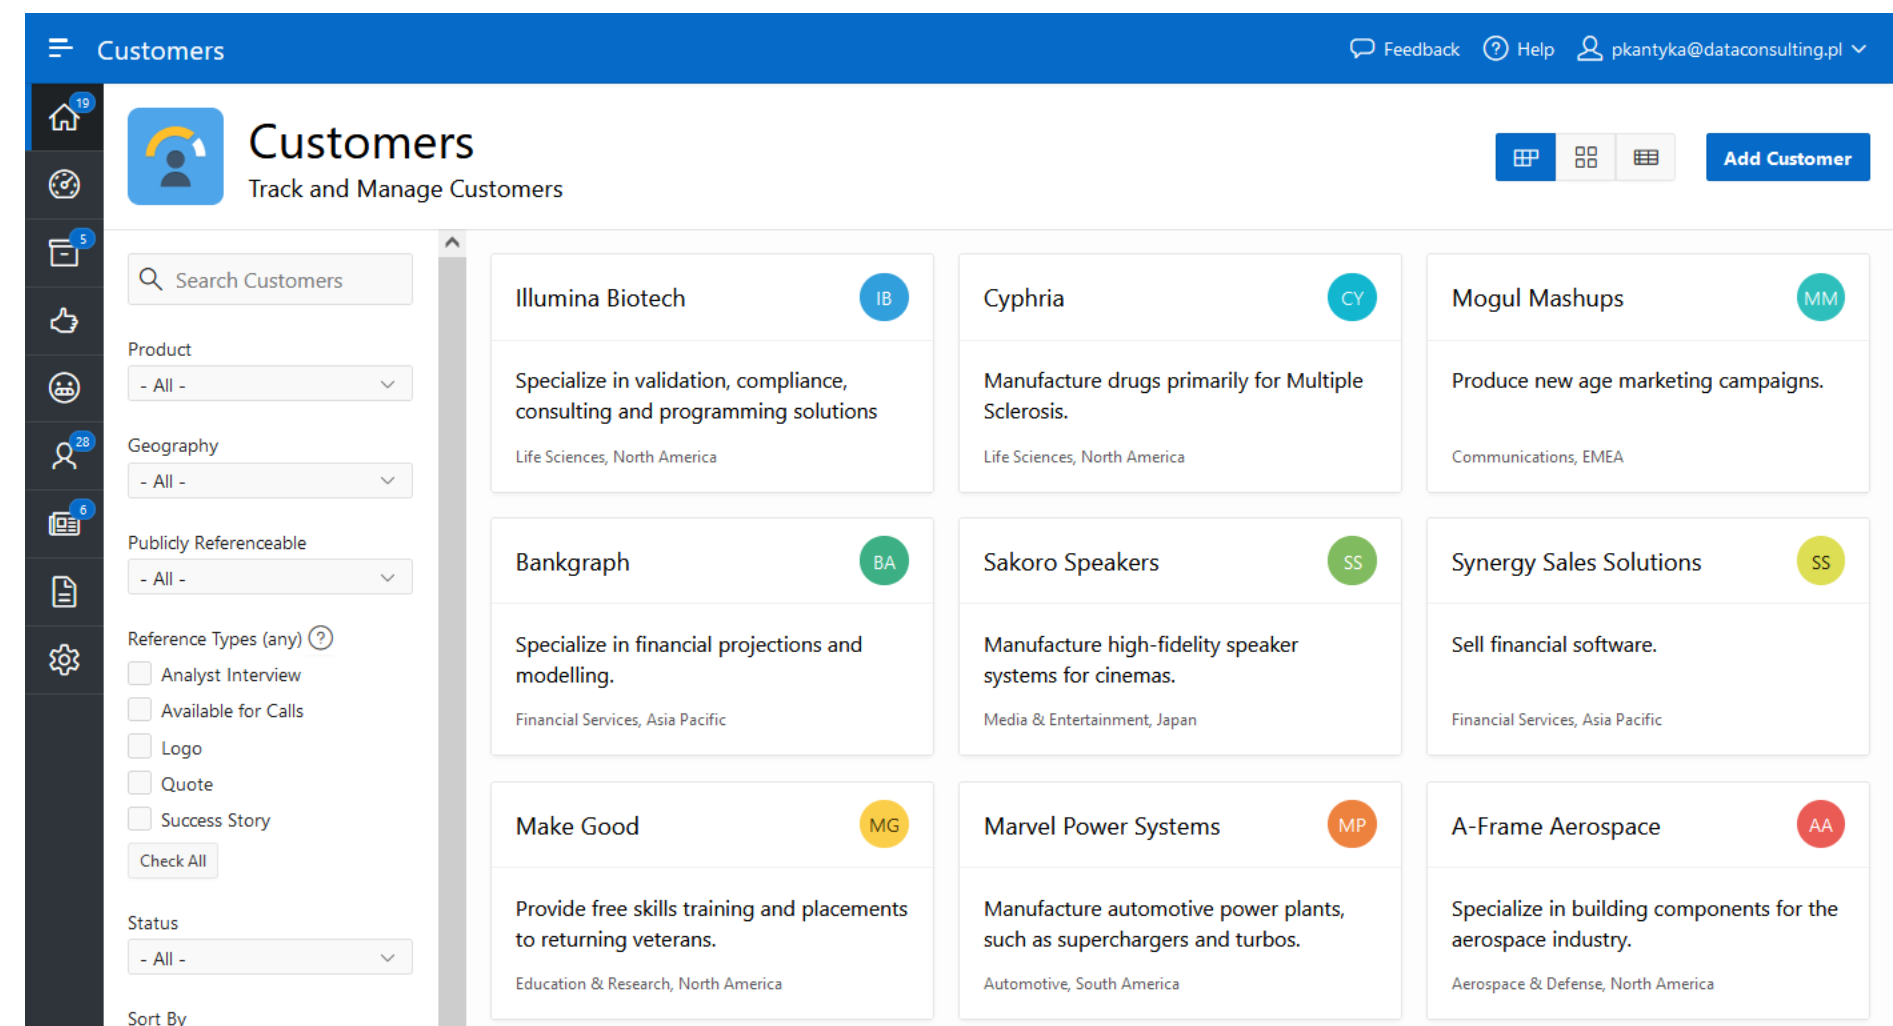 Customers
Feedback
Help
pkantyka@dataconsulting.pl
19
5
28
6
Customers
Track and Manage Customers
Add Customer
Search Customers
Product
- All -
Geography
- All -
Publicly Referenceable
- All -
Reference Types (any)
Analyst Interview
Available for Calls
Logo
Quote
Success Story
Check All
Status
- All -
Sort By
Illumina Biotech
IB
Specialize in validation, compliance,
consulting and programming solutions
Life Sciences, North America
Cyphria
CY
Manufacture drugs primarily for Multiple
Sclerosis.
Life Sciences, North America
Mogul Mashups
MM
Produce new age marketing campaigns.
Communications, EMEA
Bankgraph
BA
Specialize in financial projections and
modelling.
Financial Services, Asia Pacific
Sakoro Speakers
SS
Manufacture high-fidelity speaker
systems for cinemas.
Media & Entertainment, Japan
Synergy Sales Solutions
SS
Sell financial software.
Financial Services, Asia Pacific
Make Good
MG
Provide free skills training and placements
to returning veterans.
Education & Research, North America
Marvel Power Systems
MP
Manufacture automotive power plants,
such as superchargers and turbos.
Automotive, South America
A-Frame Aerospace
AA
Specialize in building components for the
aerospace industry.
Aerospace & Defense, North America